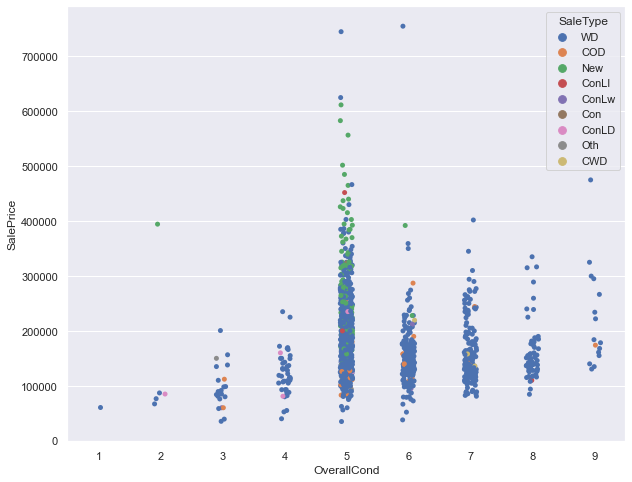 SaleType
WD
COD
New
ConLI
ConLw
Con
ConLD
Oth
CWD
SalePrice
700000
600000
500000
400000
300000
200000
100000
0
1 2 3 4 5 6 7 8 9
OverallCond